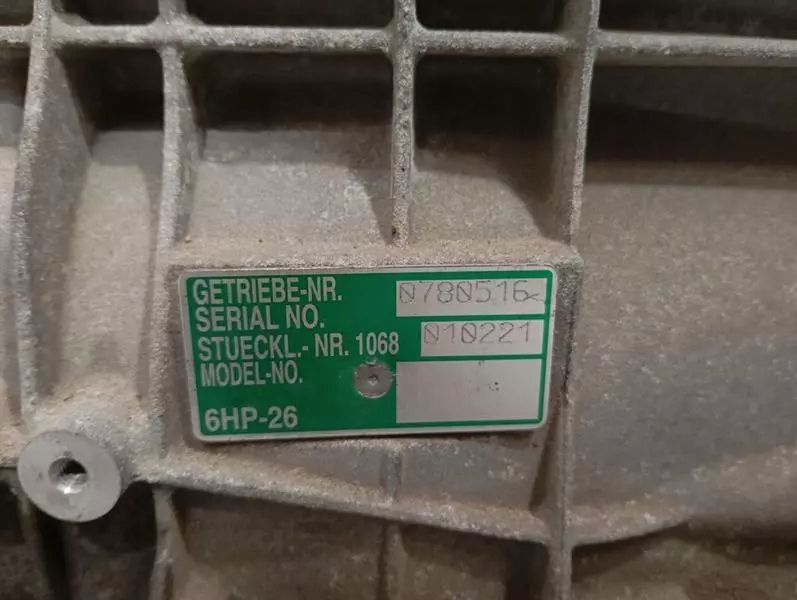 GETRIEBE-NR. 0780516
SERIAL NO.
STUECKL.- NR. 1068 010221
MODEL-NO.
6HP-26